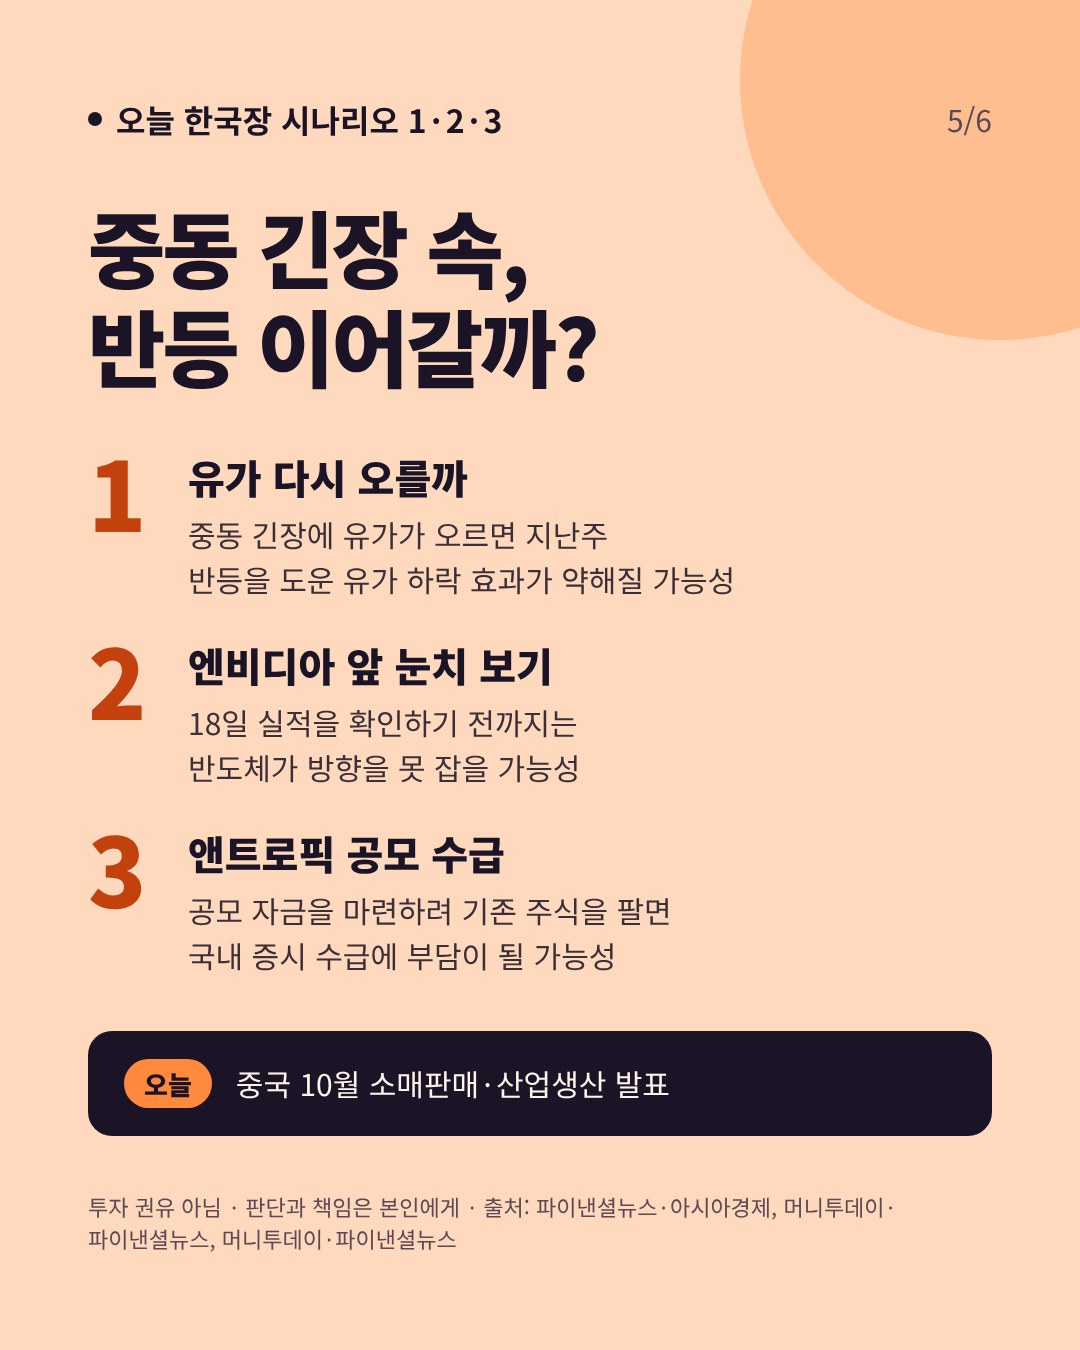 • 오늘 한국장 시나리오 1·2·3
5/6
중동 긴장 속,
반등 이어갈까?
1
유가 다시 오를까
중동 긴장에 유가가 오르면 지난주
반등을 도운 유가 하락 효과가 약해질 가능성
2
엔비디아 앞 눈치 보기
18일 실적을 확인하기 전까지는
반도체가 방향을 못 잡을 가능성
3
앤트로픽 공모 수급
공모 자금을 마련하려 기존 주식을 팔면
국내 증시 수급에 부담이 될 가능성
오늘 중국 10월 소매판매·산업생산 발표
투자 권유 아님 · 판단과 책임은 본인에게 · 출처: 파이낸셜뉴스·아시아경제, 머니투데이·
파이낸셜뉴스, 머니투데이·파이낸셜뉴스